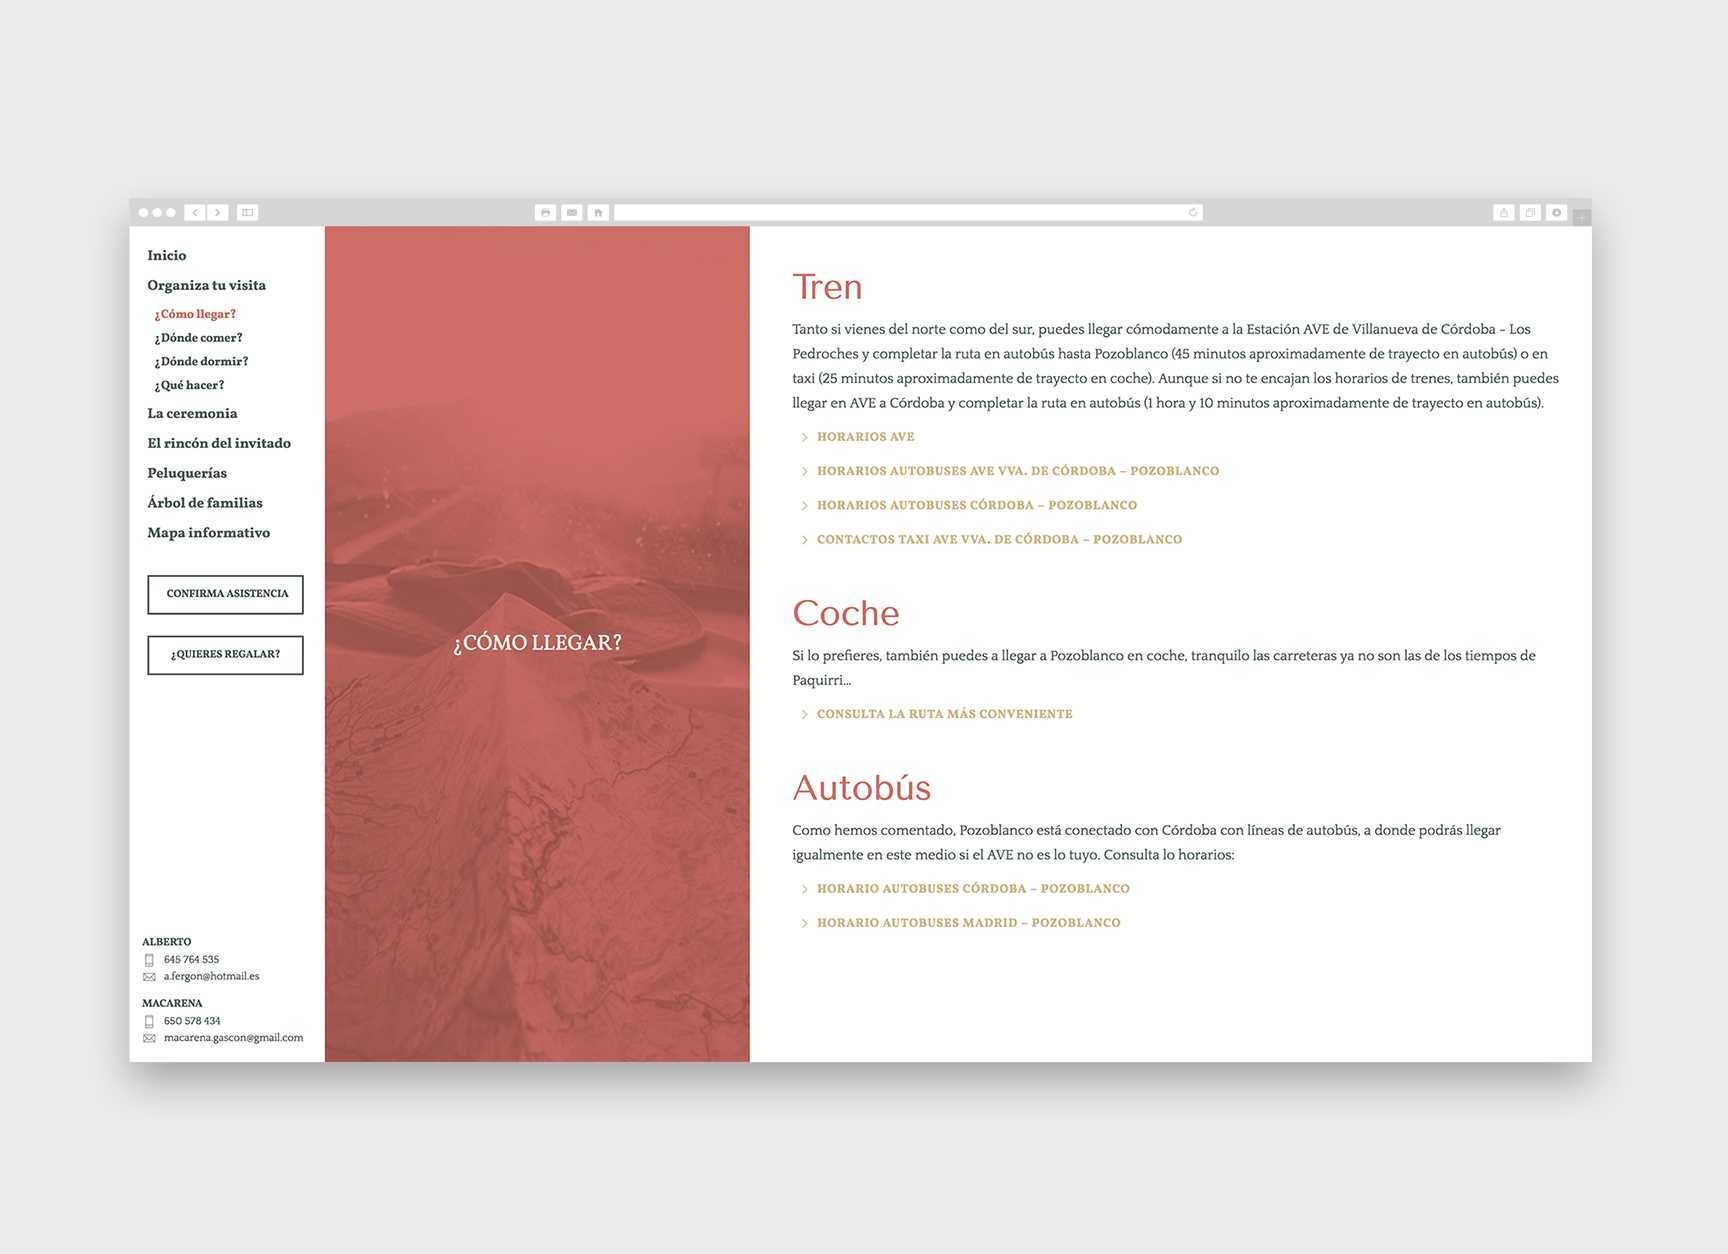 Inicio
Organiza tu visita
¿Cómo llegar?
¿Dónde comer?
¿Dónde dormir?
¿Qué hacer?
La ceremonia
El rincón del invitado
Peluquerías
Árbol de familias
Mapa informativo
CONFIRMA ASISTENCIA
¿QUIERES REGALAR?
ALBERTO
645 764 535
a.fergon@hotmail.es
MACARENA
650 578 434
macarena.gascon@gmail.com
¿CÓMO LLEGAR?
Tren
Tanto si vienes del norte como del sur, puedes llegar cómodamente a la Estación AVE de Villanueva de Córdoba - Los
Pedroches y completar la ruta en autobús hasta Pozoblanco (45 minutos aproximadamente de trayecto en autobús) o en
taxi (25 minutos aproximadamente de trayecto en coche). Aunque si no te encajan los horarios de trenes, también puedes
llegar en AVE a Córdoba y completar la ruta en autobús (1 hora y 10 minutos aproximadamente de trayecto en autobús).
HORARIOS AVE
HORARIOS AUTOBUSES AVE VVA. DE CÓRDOBA – POZOBLANCO
HORARIOS AUTOBUSES CÓRDOBA – POZOBLANCO
CONTACTOS TAXI AVE VVA. DE CÓRDOBA – POZOBLANCO
Coche
Si lo prefieres, también puedes a llegar a Pozoblanco en coche, tranquilo las carreteras ya no son las de los tiempos de
Paquirri...
CONSULTA LA RUTA MÁS CONVENIENTE
Autobús
Como hemos comentado, Pozoblanco está conectado con Córdoba con líneas de autobús, a donde podrás llegar
igualmente en este medio si el AVE no es lo tuyo. Consulta lo horarios:
HORARIO AUTOBUSES CÓRDOBA – POZOBLANCO
HORARIO AUTOBUSES MADRID – POZOBLANCO